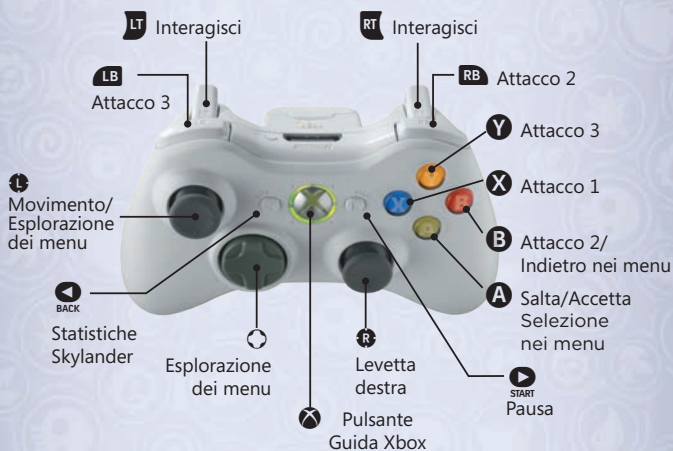 LT Interagisci
RT Interagisci
LB
Attacco 3
RB Attacco 2
Y Attacco 3
X Attacco 1
B Attacco 2/
Indietro nei menu
A Salta/Accetta
Selezione
nei menu
L
Movimento/
Esplorazione
dei menu
BACK
Statistiche
Skylander
Esplorazione
dei menu
R
Levetta
destra
START
Pausa
Pulsante
Guida Xbox
Y
X
B